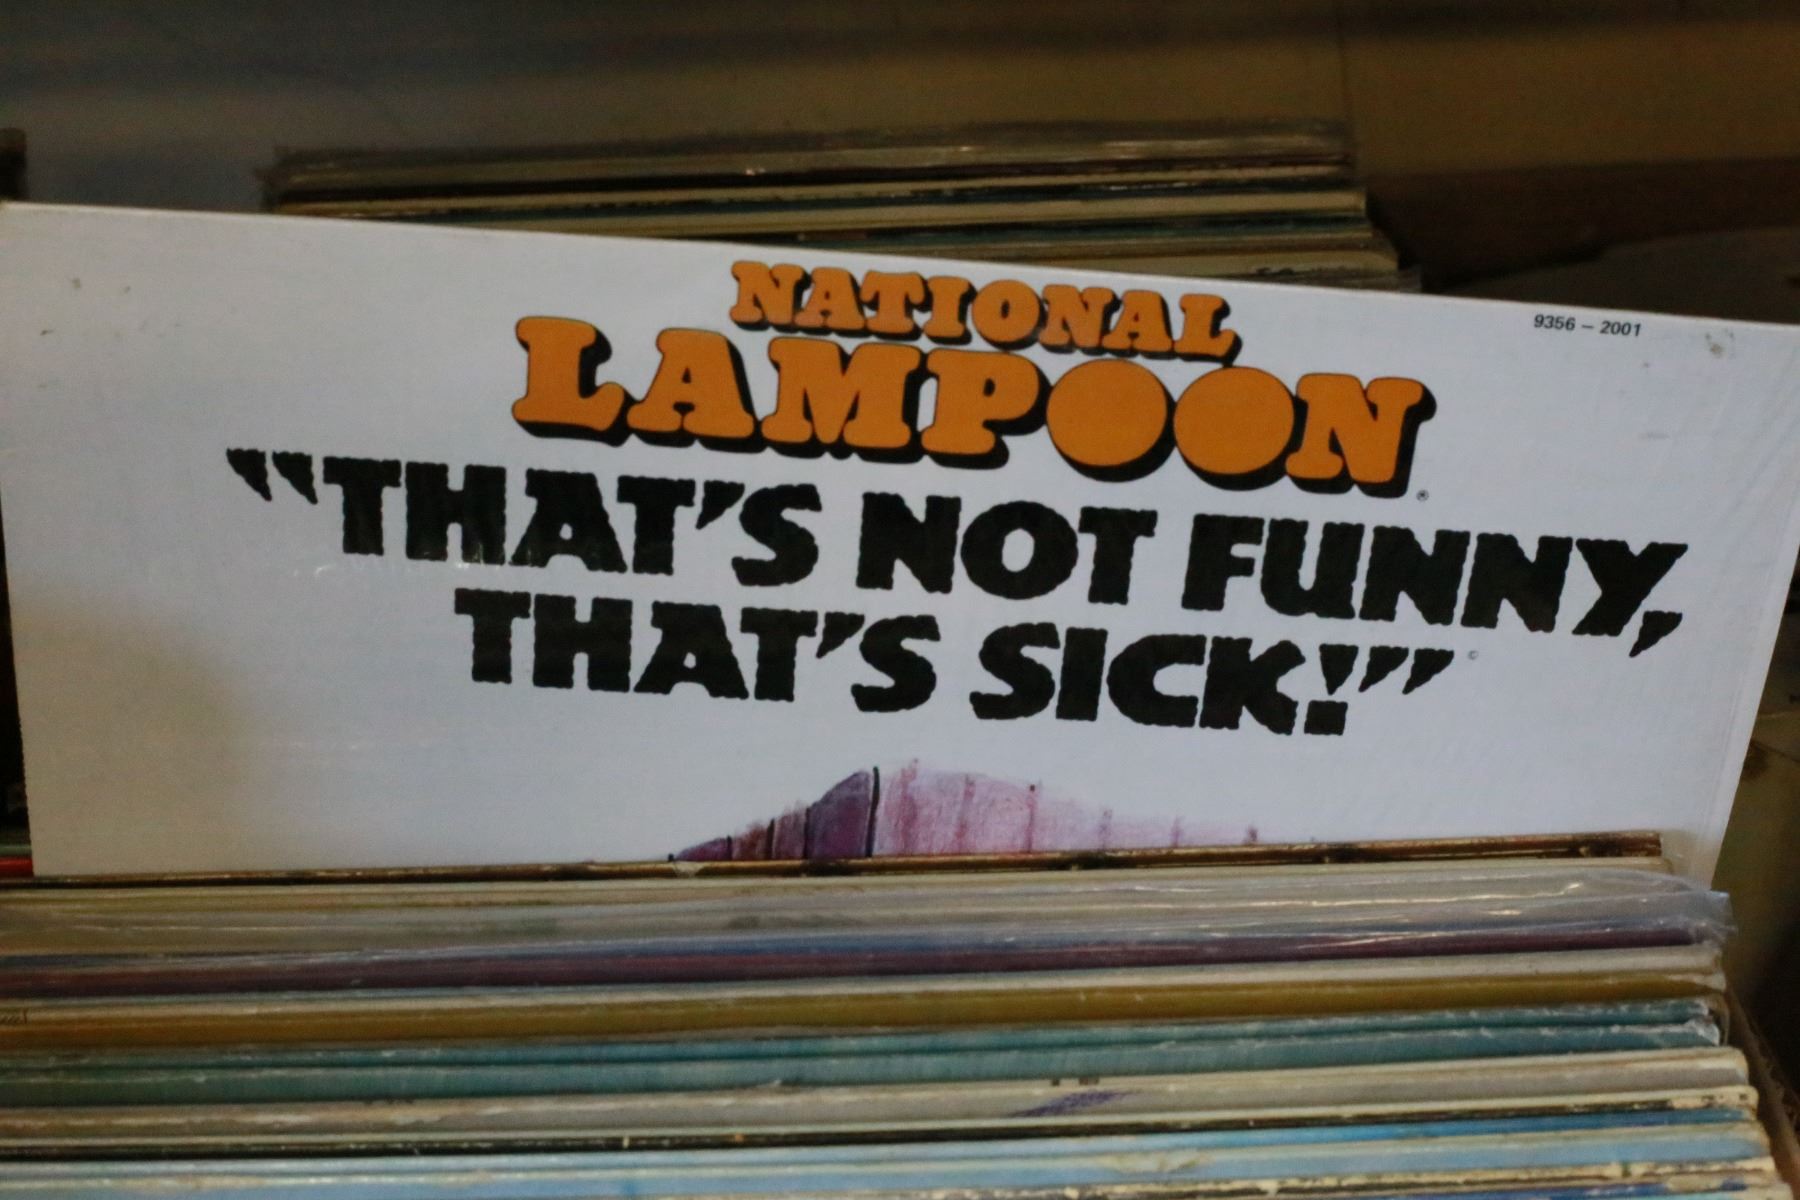 NATIONAL
9356 – 2001
LAMPOON®
"THAT'S NOT FUNNY,
THAT'S SICK!"©